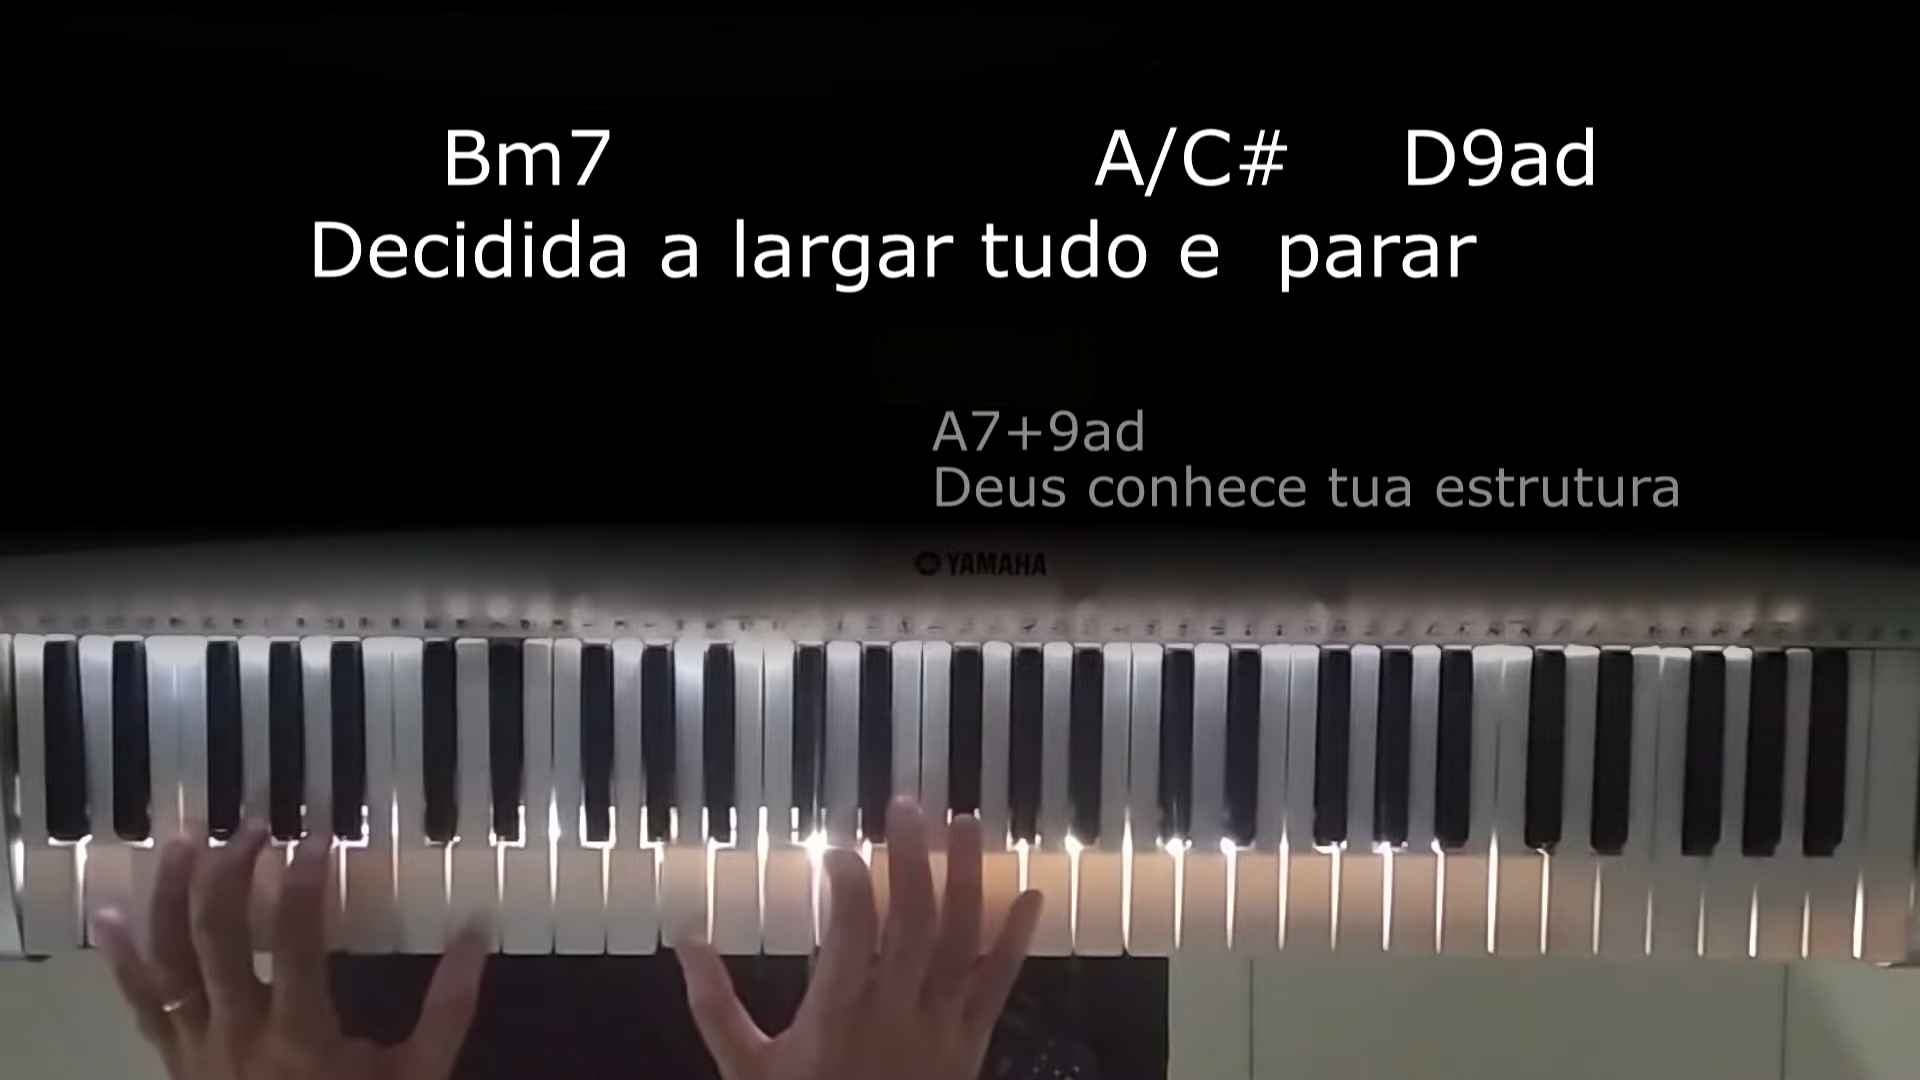 Bm7 A/C# D9ad
Decidida a largar tudo e parar
A7+9ad
Deus conhece tua estrutura
YAMAHA